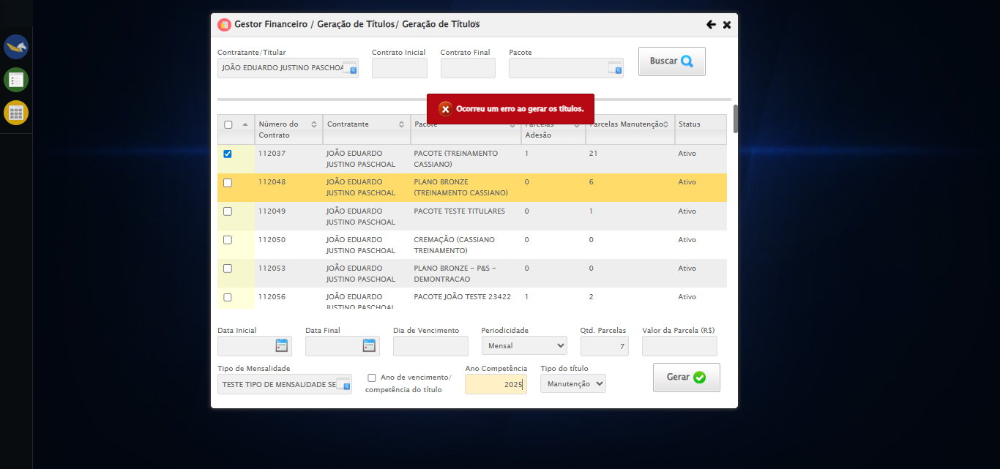 Gestor Financeiro / Geração de Títulos/ Geração de Títulos
Contratante/Titular
Contrato Inicial
Contrato Final
Pacote
JOÃO EDUARDO JUSTINO PASCHOA
Buscar
Ocorreu um erro ao gerar os títulos.
Número do Contrato
Contratante
Pacote
Parcelas Adesão
Parcelas Manutenção
Status
112037 JOÃO EDUARDO PACOTE (TREINAMENTO 1 21 Ativo
JUSTINO PASCHOAL CASSIANO)
112048 JOÃO EDUARDO PLANO BRONZE 0 6 Ativo
JUSTINO PASCHOAL (TREINAMENTO CASSIANO)
112049 JOÃO EDUARDO PACOTE TESTE TITULARES 0 1 Ativo
JUSTINO PASCHOAL
112050 JOÃO EDUARDO CREMAÇÃO (CASSIANO 0 0 Ativo
JUSTINO PASCHOAL TREINAMENTO)
112053 JOÃO EDUARDO PLANO BRONZE - P&S - 0 0 Ativo
JUSTINO PASCHOAL DEMONTRACAO
112056 JOÃO EDUARDO PACOTE JOÃO TESTE 23422 1 2 Ativo
JUSTINO PASCHOAL
Data Inicial
Data Final
Dia de Vencimento
Periodicidade
Qtd. Parcelas
Valor da Parcela (R$)
Mensal
7
Tipo de Mensalidade
Ano de vencimento/
competência do título
Ano Competência
Tipo do título
TESTE TIPO DE MENSALIDADE SE
2025
Manutenção
Gerar